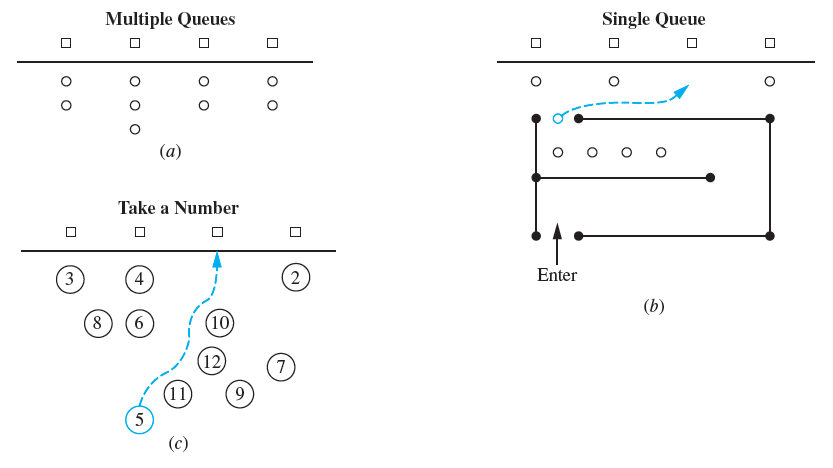 Multiple Queues
(a)
Single Queue
Enter
(b)
Take a Number
3 4 2
8 6 10
12 7
11 9
5
(c)